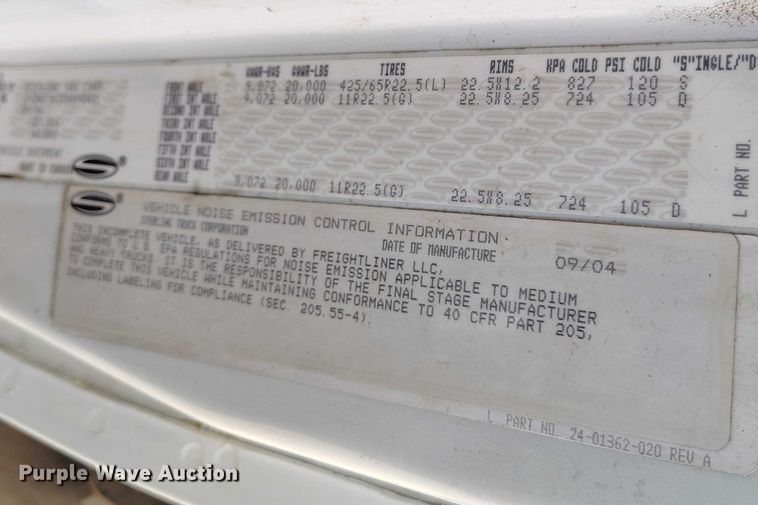 GAWR-KGS GAWR-LBS TIRES RIMS KPA COLD PSI COLD "S"INGLE/"D
FRONT AXLE 9,072 20,000 425/65R22.5(L) 22.5X12.2 827 120 S
FIRST INT AXLE 9,072 20,000 11R22.5(G) 22.5X8.25 724 105 D
SECOND INT AXLE
THIRD INT AXLE
FOURTH INT AXLE
FIFTH INT AXLE
SIXTH INT AXLE
REAR AXLE 9,072 20,000 11R22.5(G) 22.5X8.25 724 105 D
MADE IN CANADA
L PART NO.
VEHICLE NOISE EMISSION CONTROL INFORMATION
STERLING TRUCK CORPORATION
DATE OF MANUFACTURE 09/04
THIS INCOMPLETE VEHICLE, AS DELIVERED BY FREIGHTLINER LLC,
CONFORMS TO U.S. EPA REGULATIONS FOR NOISE EMISSION APPLICABLE TO MEDIUM
AND HEAVY TRUCKS. IT IS THE RESPONSIBILITY OF THE FINAL STAGE MANUFACTURER
TO COMPLETE THIS VEHICLE WHILE MAINTAINING CONFORMANCE TO 40 CFR PART 205,
INCLUDING LABELING FOR COMPLIANCE (SEC. 205.55-4).
L PART NO. 24-01362-020 REV A
Purple Wave Auction